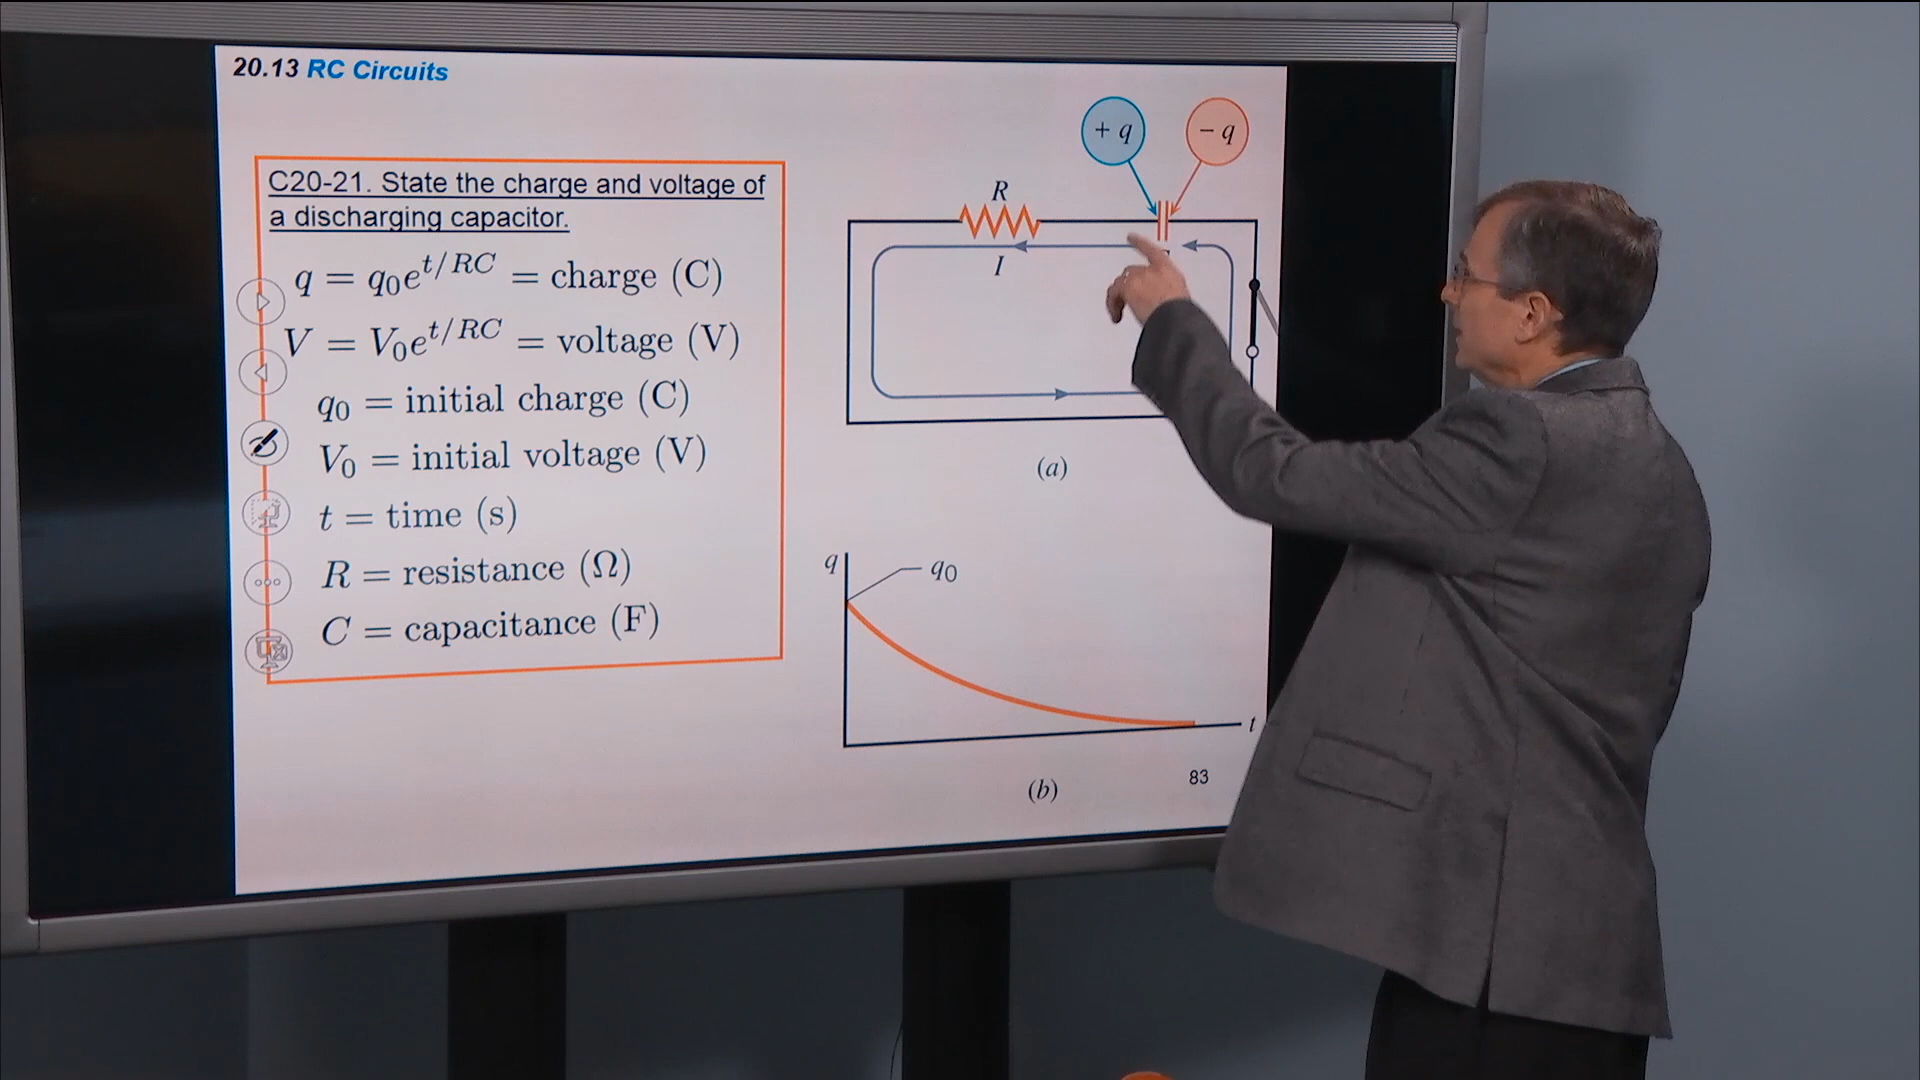 20.13 RC Circuits
C20-21. State the charge and voltage of
a discharging capacitor.
q = q₀e^{t/RC} = charge (C)
V = V₀e^{t/RC} = voltage (V)
q₀ = initial charge (C)
V₀ = initial voltage (V)
t = time (s)
R = resistance (Ω)
C = capacitance (F)
+ q
− q
R
I
(a)
q
q₀
t
(b)
83